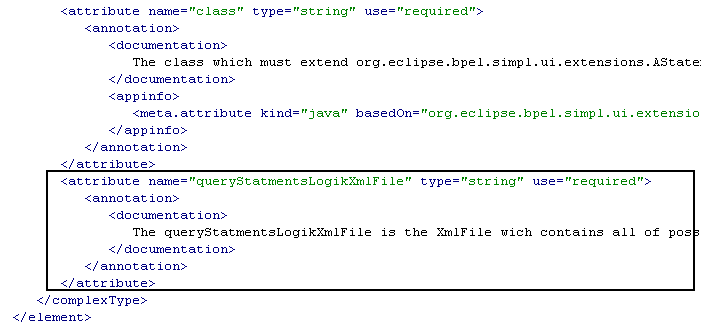 <attribute name="class" type="string" use="required">
<annotation>
<documentation>
The class which must extend org.eclipse.bpel.simpl.ui.extensions.AStatem
</documentation>
<appinfo>
<meta.attribute kind="java" basedOn="org.eclipse.bpel.simpl.ui.extensio
</appinfo>
</annotation>
</attribute>
<attribute name="queryStatmentsLogikXmlFile" type="string" use="required">
<annotation>
<documentation>
The queryStatmentsLogikXmlFile is the XmlFile wich contains all of poss
</documentation>
</annotation>
</attribute>
</complexType>
</element>